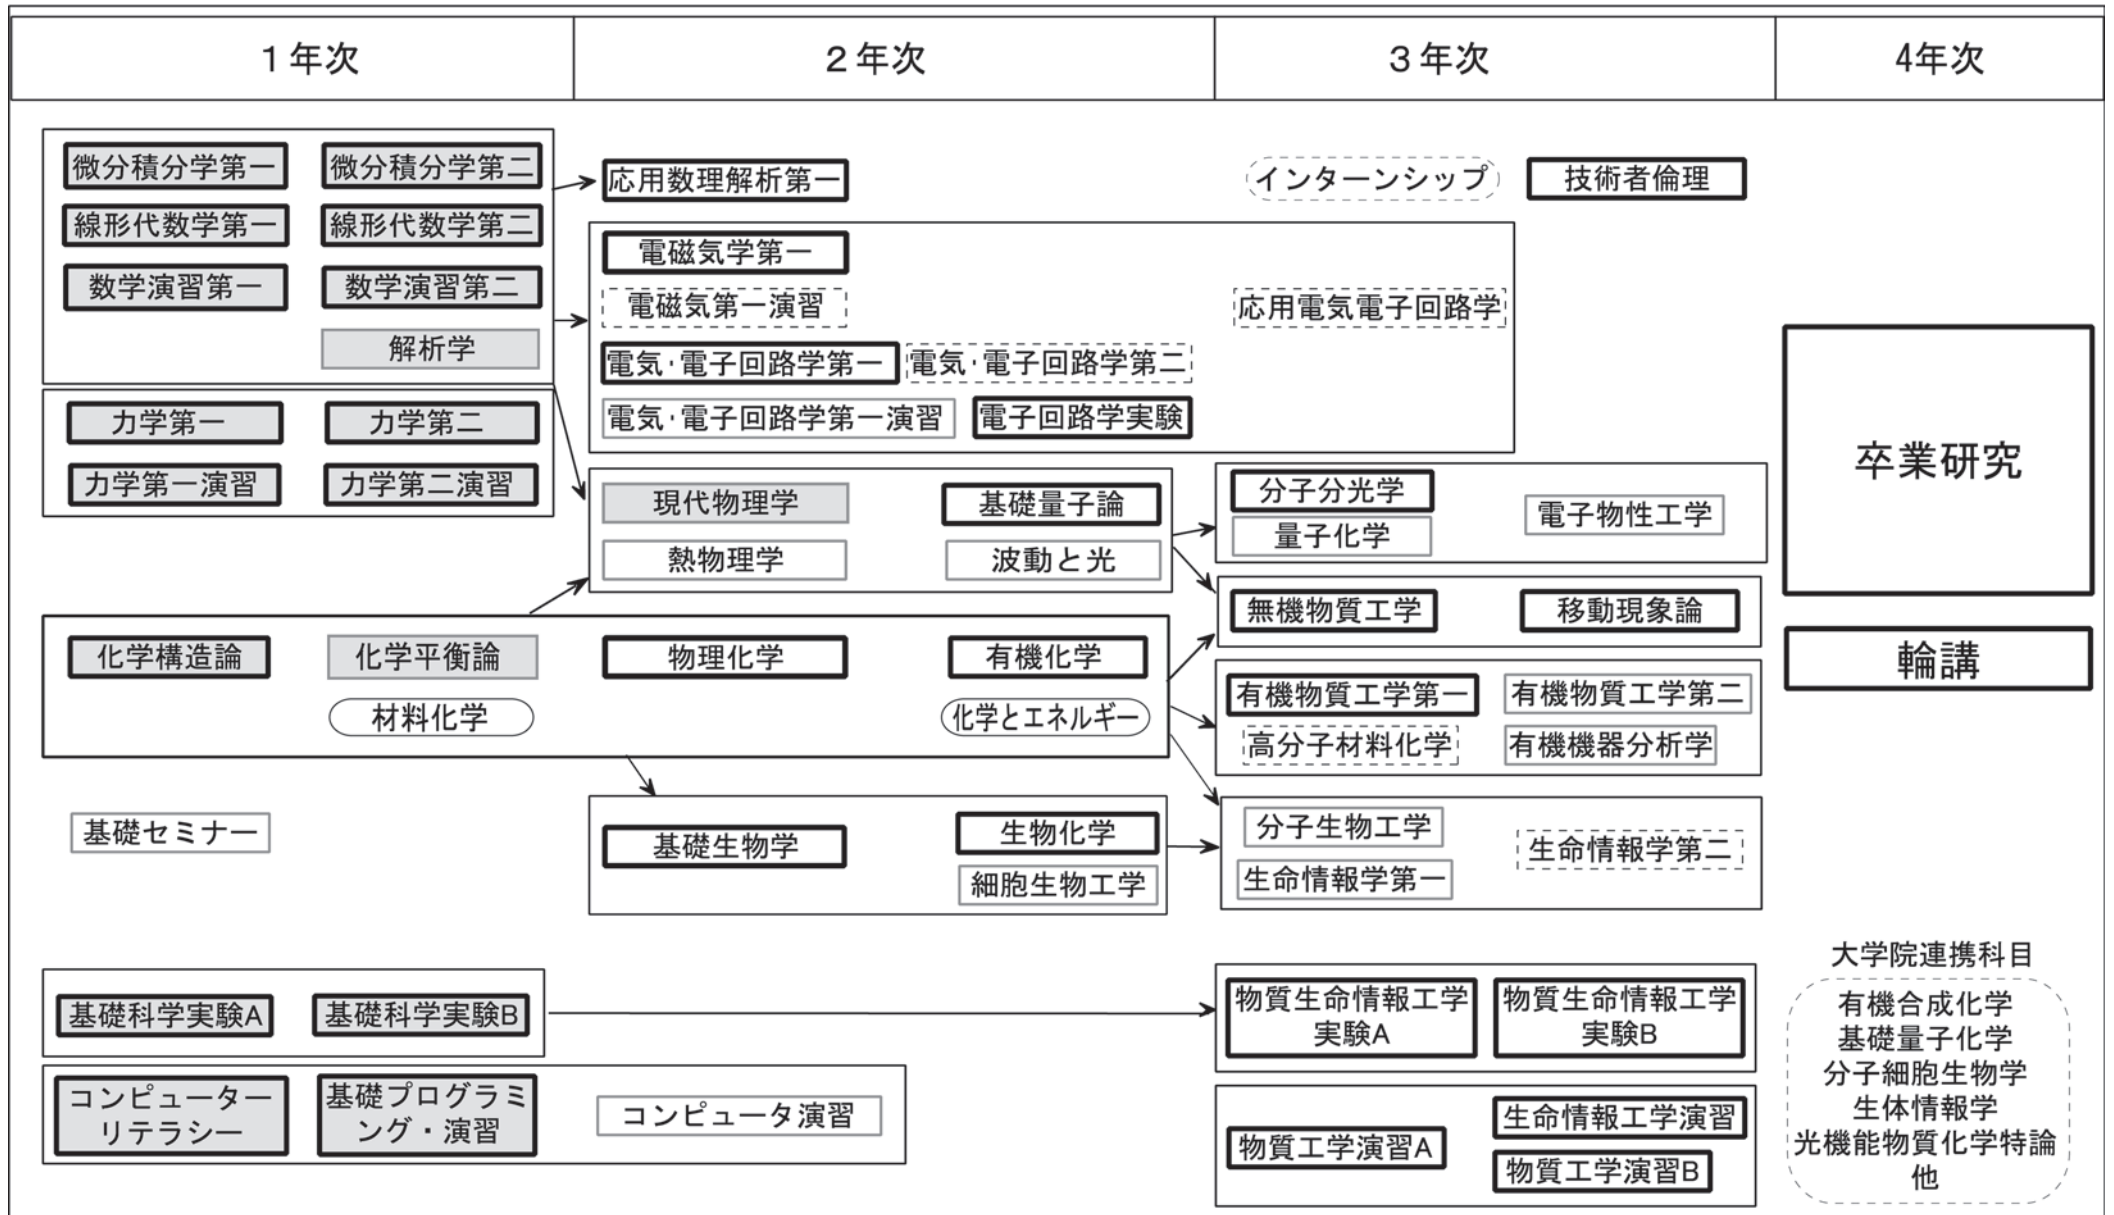 1年次
2年次
3年次
4年次
微分積分学第一
微分積分学第二
線形代数学第一
線形代数学第二
数学演習第一
数学演習第二
解析学
力学第一
力学第二
力学第一演習
力学第二演習
応用数理解析第一
インターンシップ
技術者倫理
電磁気学第一
電磁気第一演習
応用電気電子回路学
電気・電子回路学第一
電気・電子回路学第二
電気・電子回路学第一演習
電子回路学実験
現代物理学
基礎量子論
熱物理学
波動と光
分子分光学
量子化学
電子物性工学
無機物質工学
移動現象論
化学構造論
化学平衡論
物理化学
有機化学
材料化学
化学とエネルギー
有機物質工学第一
有機物質工学第二
高分子材料化学
有機機器分析学
基礎セミナー
基礎生物学
生物化学
細胞生物工学
分子生物工学
生命情報学第一
生命情報学第二
卒業研究
輪講
基礎科学実験A
基礎科学実験B
物質生命情報工学
実験A
物質生命情報工学
実験B
コンピューター
リテラシー
基礎プログラミ
ング・演習
コンピュータ演習
物質工学演習A
生命情報工学演習
物質工学演習B
大学院連携科目
有機合成化学
基礎量子化学
分子細胞生物学
生体情報学
光機能物質化学特論
他